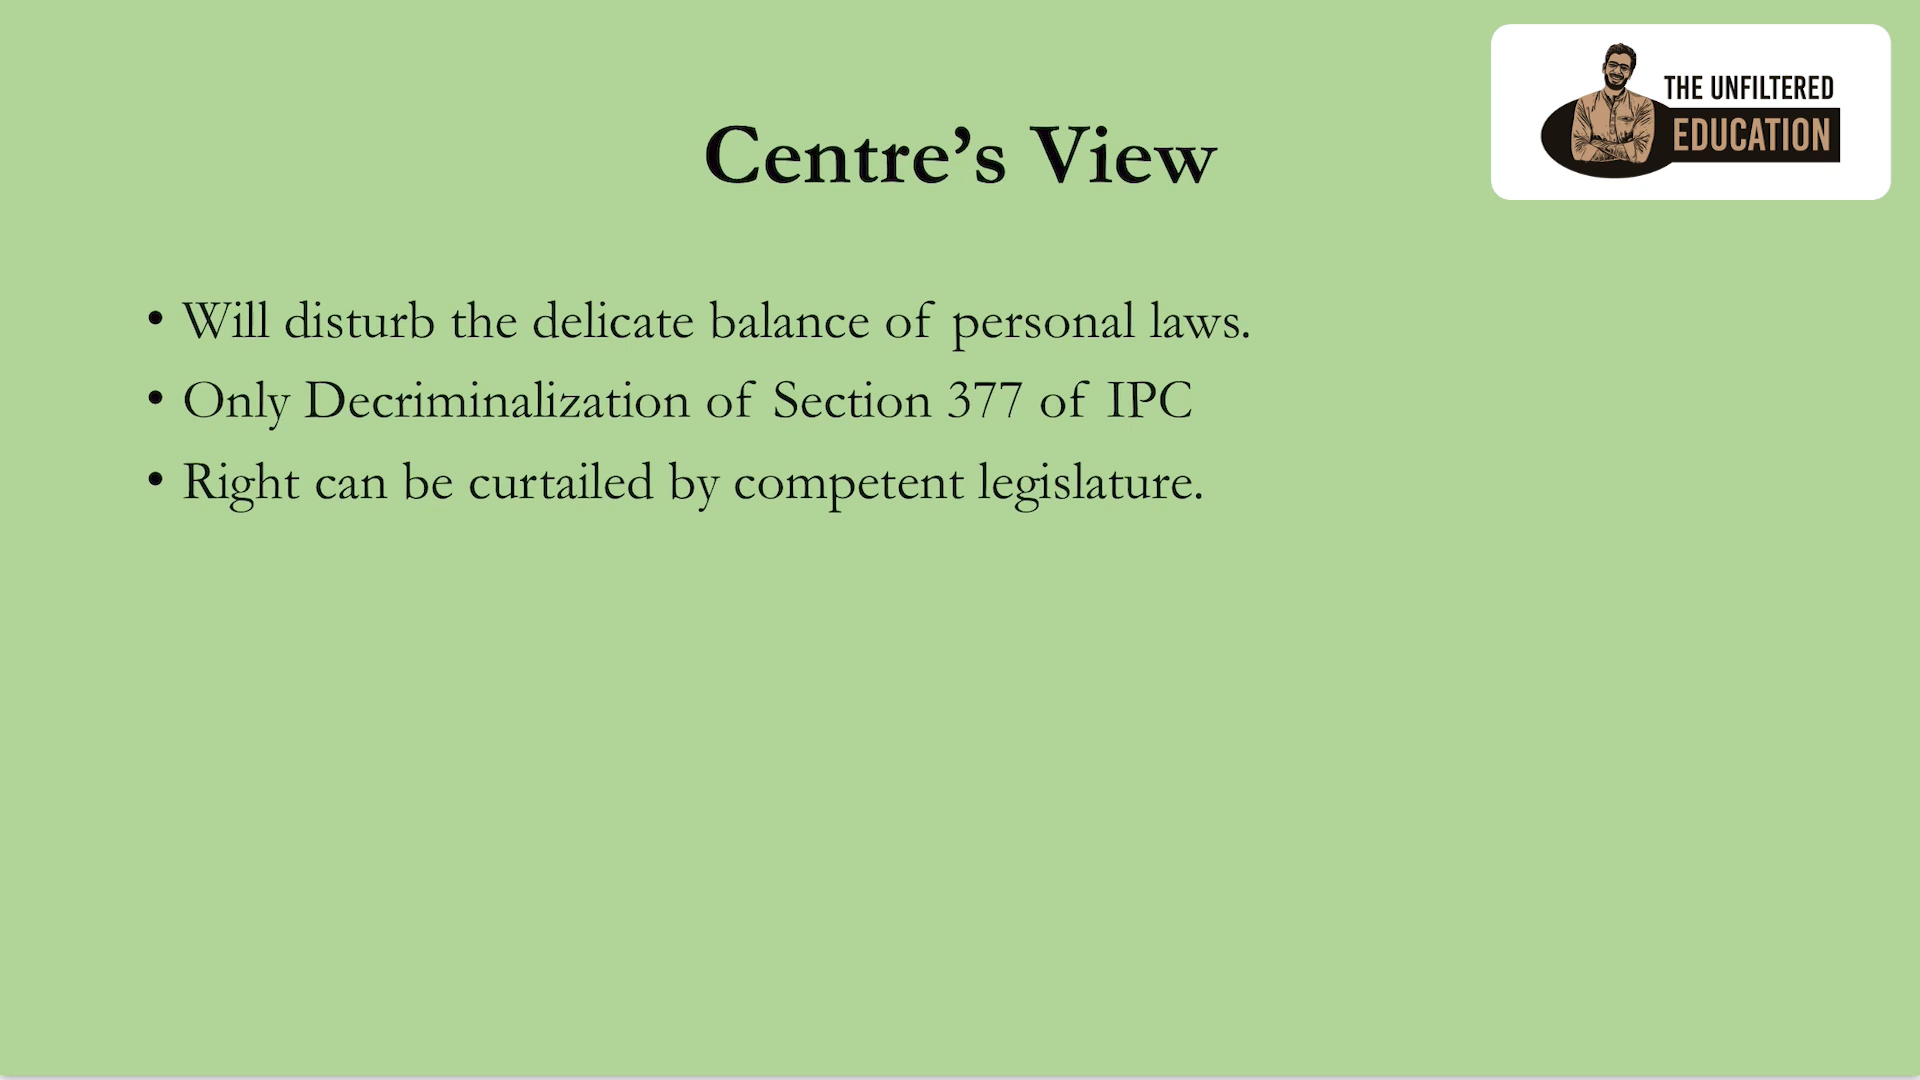 THE UNFILTERED
EDUCATION
Centre’s View
• Will disturb the delicate balance of personal laws.
• Only Decriminalization of Section 377 of IPC
• Right can be curtailed by competent legislature.